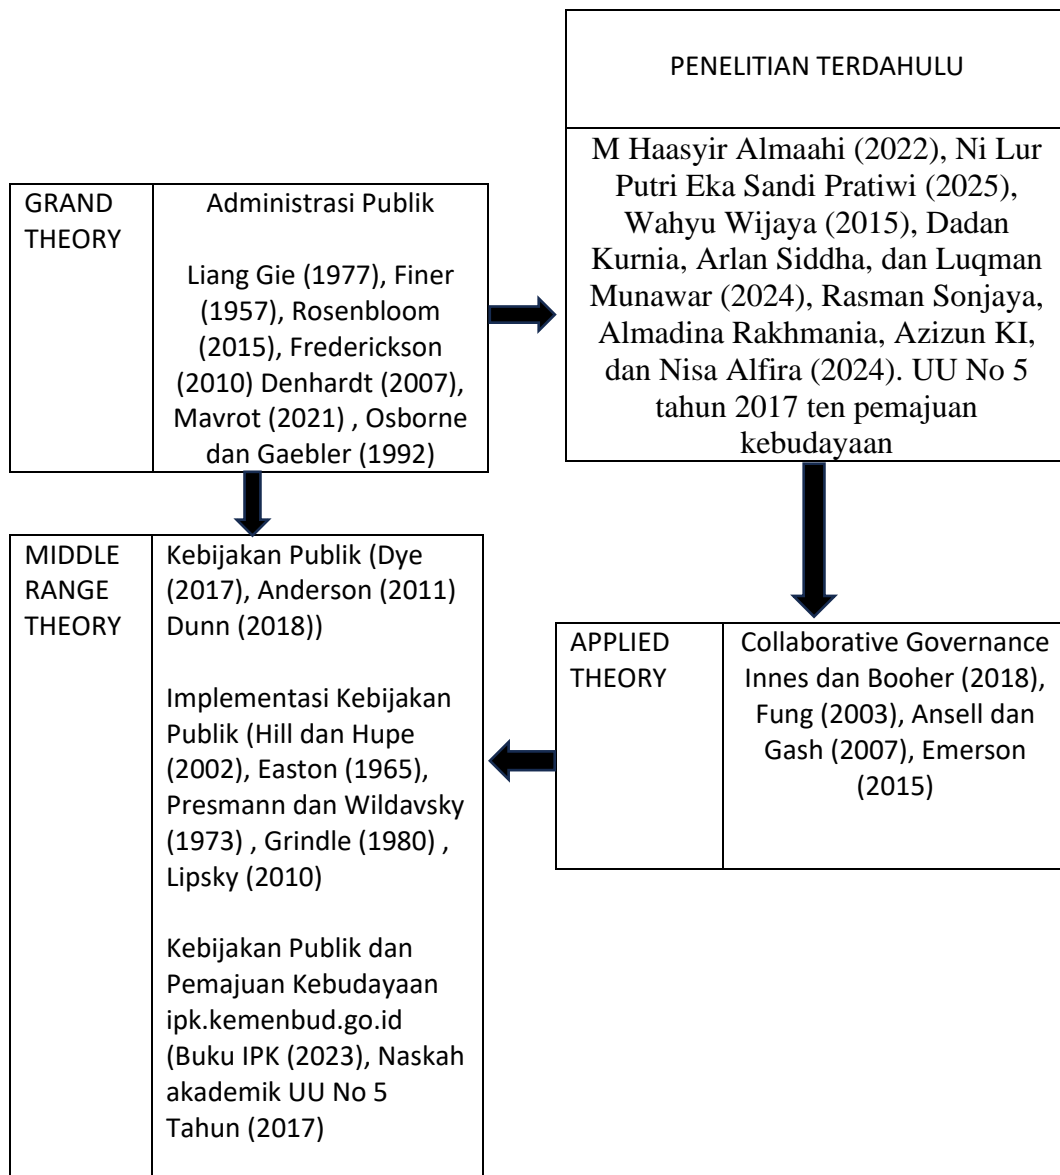 PENELITIAN TERDAHULU
M Haasyir Almaahi (2022), Ni Lur
Putri Eka Sandi Pratiwi (2025),
Wahyu Wijaya (2015), Dadan
Kurnia, Arlan Siddha, dan Luqman
Munawar (2024), Rasman Sonjaya,
Almadina Rakhmania, Azizun KI,
dan Nisa Alfira (2024). UU No 5
tahun 2017 ten pemajuan
kebudayaan
GRAND
THEORY
Administrasi Publik
Liang Gie (1977), Finer
(1957), Rosenbloom
(2015), Frederickson
(2010) Denhardt (2007),
Mavrot (2021) , Osborne
dan Gaebler (1992)
MIDDLE
RANGE
THEORY
Kebijakan Publik (Dye
(2017), Anderson (2011)
Dunn (2018))
Implementasi Kebijakan
Publik (Hill dan Hupe
(2002), Easton (1965),
Presmann dan Wildavsky
(1973) , Grindle (1980) ,
Lipsky (2010)
Kebijakan Publik dan
Pemajuan Kebudayaan
ipk.kemenbud.go.id
(Buku IPK (2023), Naskah
akademik UU No 5
Tahun (2017)
APPLIED
THEORY
Collaborative Governance
Innes dan Booher (2018),
Fung (2003), Ansell dan
Gash (2007), Emerson
(2015)